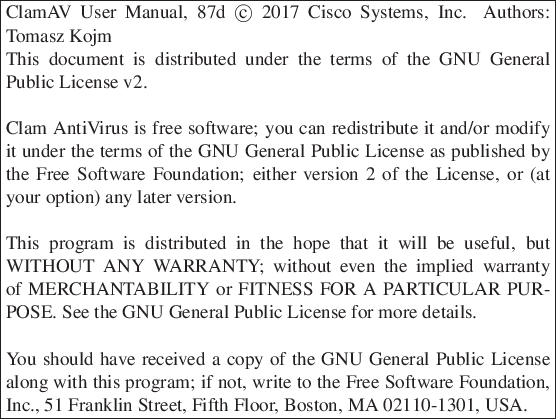 ClamAV User Manual, 87d © 2017 Cisco Systems, Inc. Authors:
Tomasz Kojm
This document is distributed under the terms of the GNU General
Public License v2.

Clam AntiVirus is free software; you can redistribute it and/or modify
it under the terms of the GNU General Public License as published by
the Free Software Foundation; either version 2 of the License, or (at
your option) any later version.

This program is distributed in the hope that it will be useful, but
WITHOUT ANY WARRANTY; without even the implied warranty
of MERCHANTABILITY or FITNESS FOR A PARTICULAR PUR-
POSE. See the GNU General Public License for more details.

You should have received a copy of the GNU General Public License
along with this program; if not, write to the Free Software Foundation,
Inc., 51 Franklin Street, Fifth Floor, Boston, MA 02110-1301, USA.